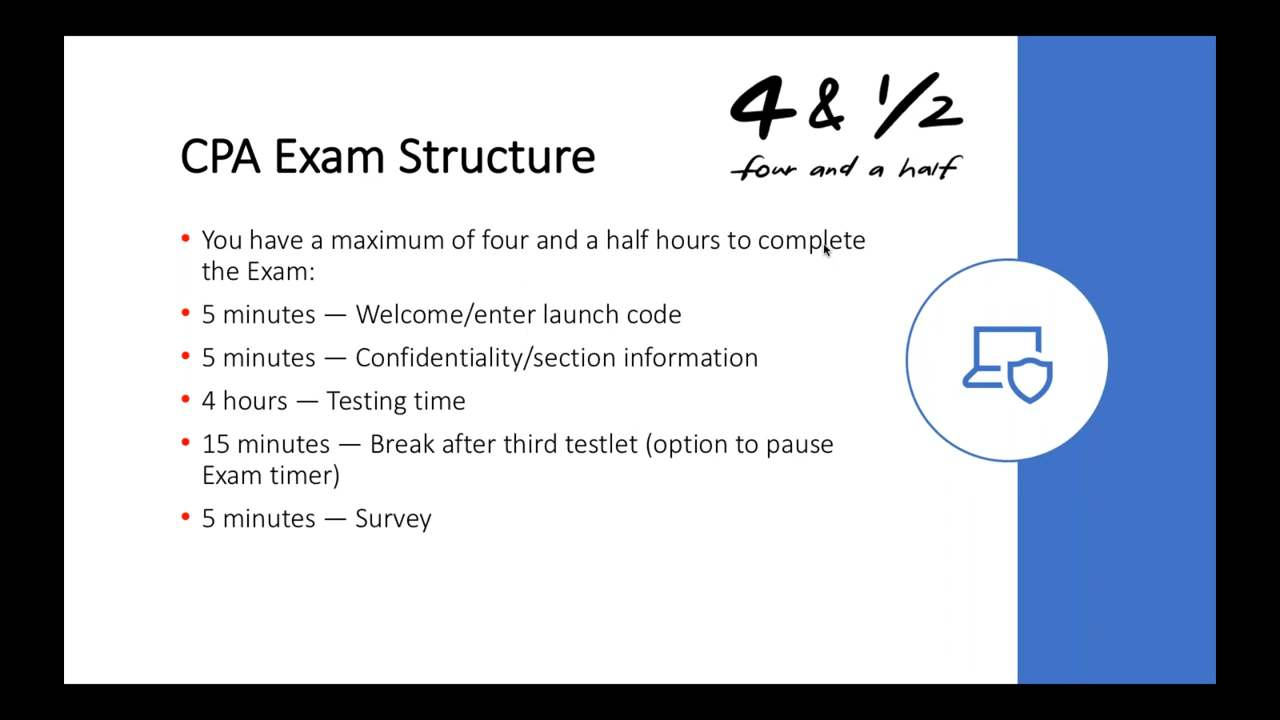 4 & 1/2
four and a half
CPA Exam Structure
• You have a maximum of four and a half hours to complete
the Exam:
• 5 minutes — Welcome/enter launch code
• 5 minutes — Confidentiality/section information
• 4 hours — Testing time
• 15 minutes — Break after third testlet (option to pause
Exam timer)
• 5 minutes — Survey